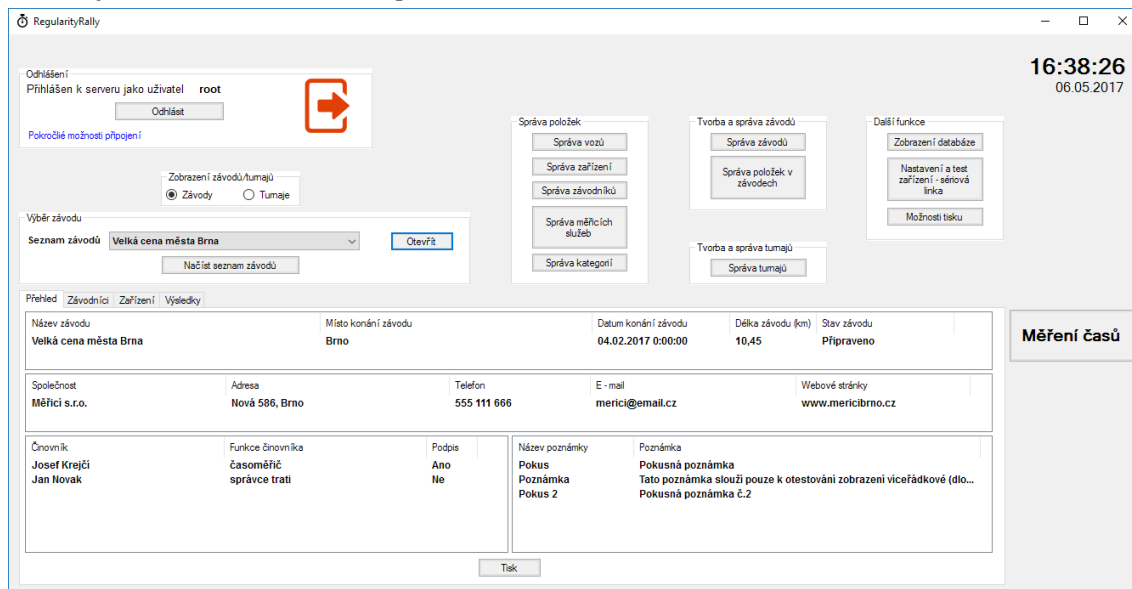 RegularityRally
16:38:26
06.05.2017
Odhlášení
Přihlášen k serveru jako uživatel root
Odhlásit
Pokročilé možnosti připojení
Zobrazení závodů/turnajů
Závody Turnaje
Výběr závodu
Seznam závodů Velká cena města Brna Otevřít
Načíst seznam závodů
Správa položek
Správa vozů
Správa zařízení
Správa závodníků
Správa měřicích
služeb
Správa kategorií
Tvorba a správa závodů
Správa závodů
Správa položek v
závodech
Tvorba a správa turnajů
Správa turnajů
Další funkce
Zobrazení databáze
Nastavení a test
zařízení - sériová
linka
Možnosti tisku
Přehled Závodníci Zařízení Výsledky
Název závodu Místo konání závodu Datum konání závodu Délka závodu (km) Stav závodu
Velká cena města Brna Brno 04.02.2017 0:00:00 10,45 Připraveno
Měření časů
Společnost Adresa Telefon E - mail Webové stránky
Měřicí s.r.o. Nová 586, Brno 555 111 666 merici@email.cz www.mericibrno.cz
Činovník Funkce činovníka Podpis
Josef Krejčí časoměřič Ano
Jan Novak správce trati Ne
Název poznámky Poznámka
Pokus Pokusná poznámka
Poznámka Tato poznámka slouží pouze k otestování zobrazení víceřádkové (dlo...
Pokus 2 Pokusná poznámka č.2
Tisk